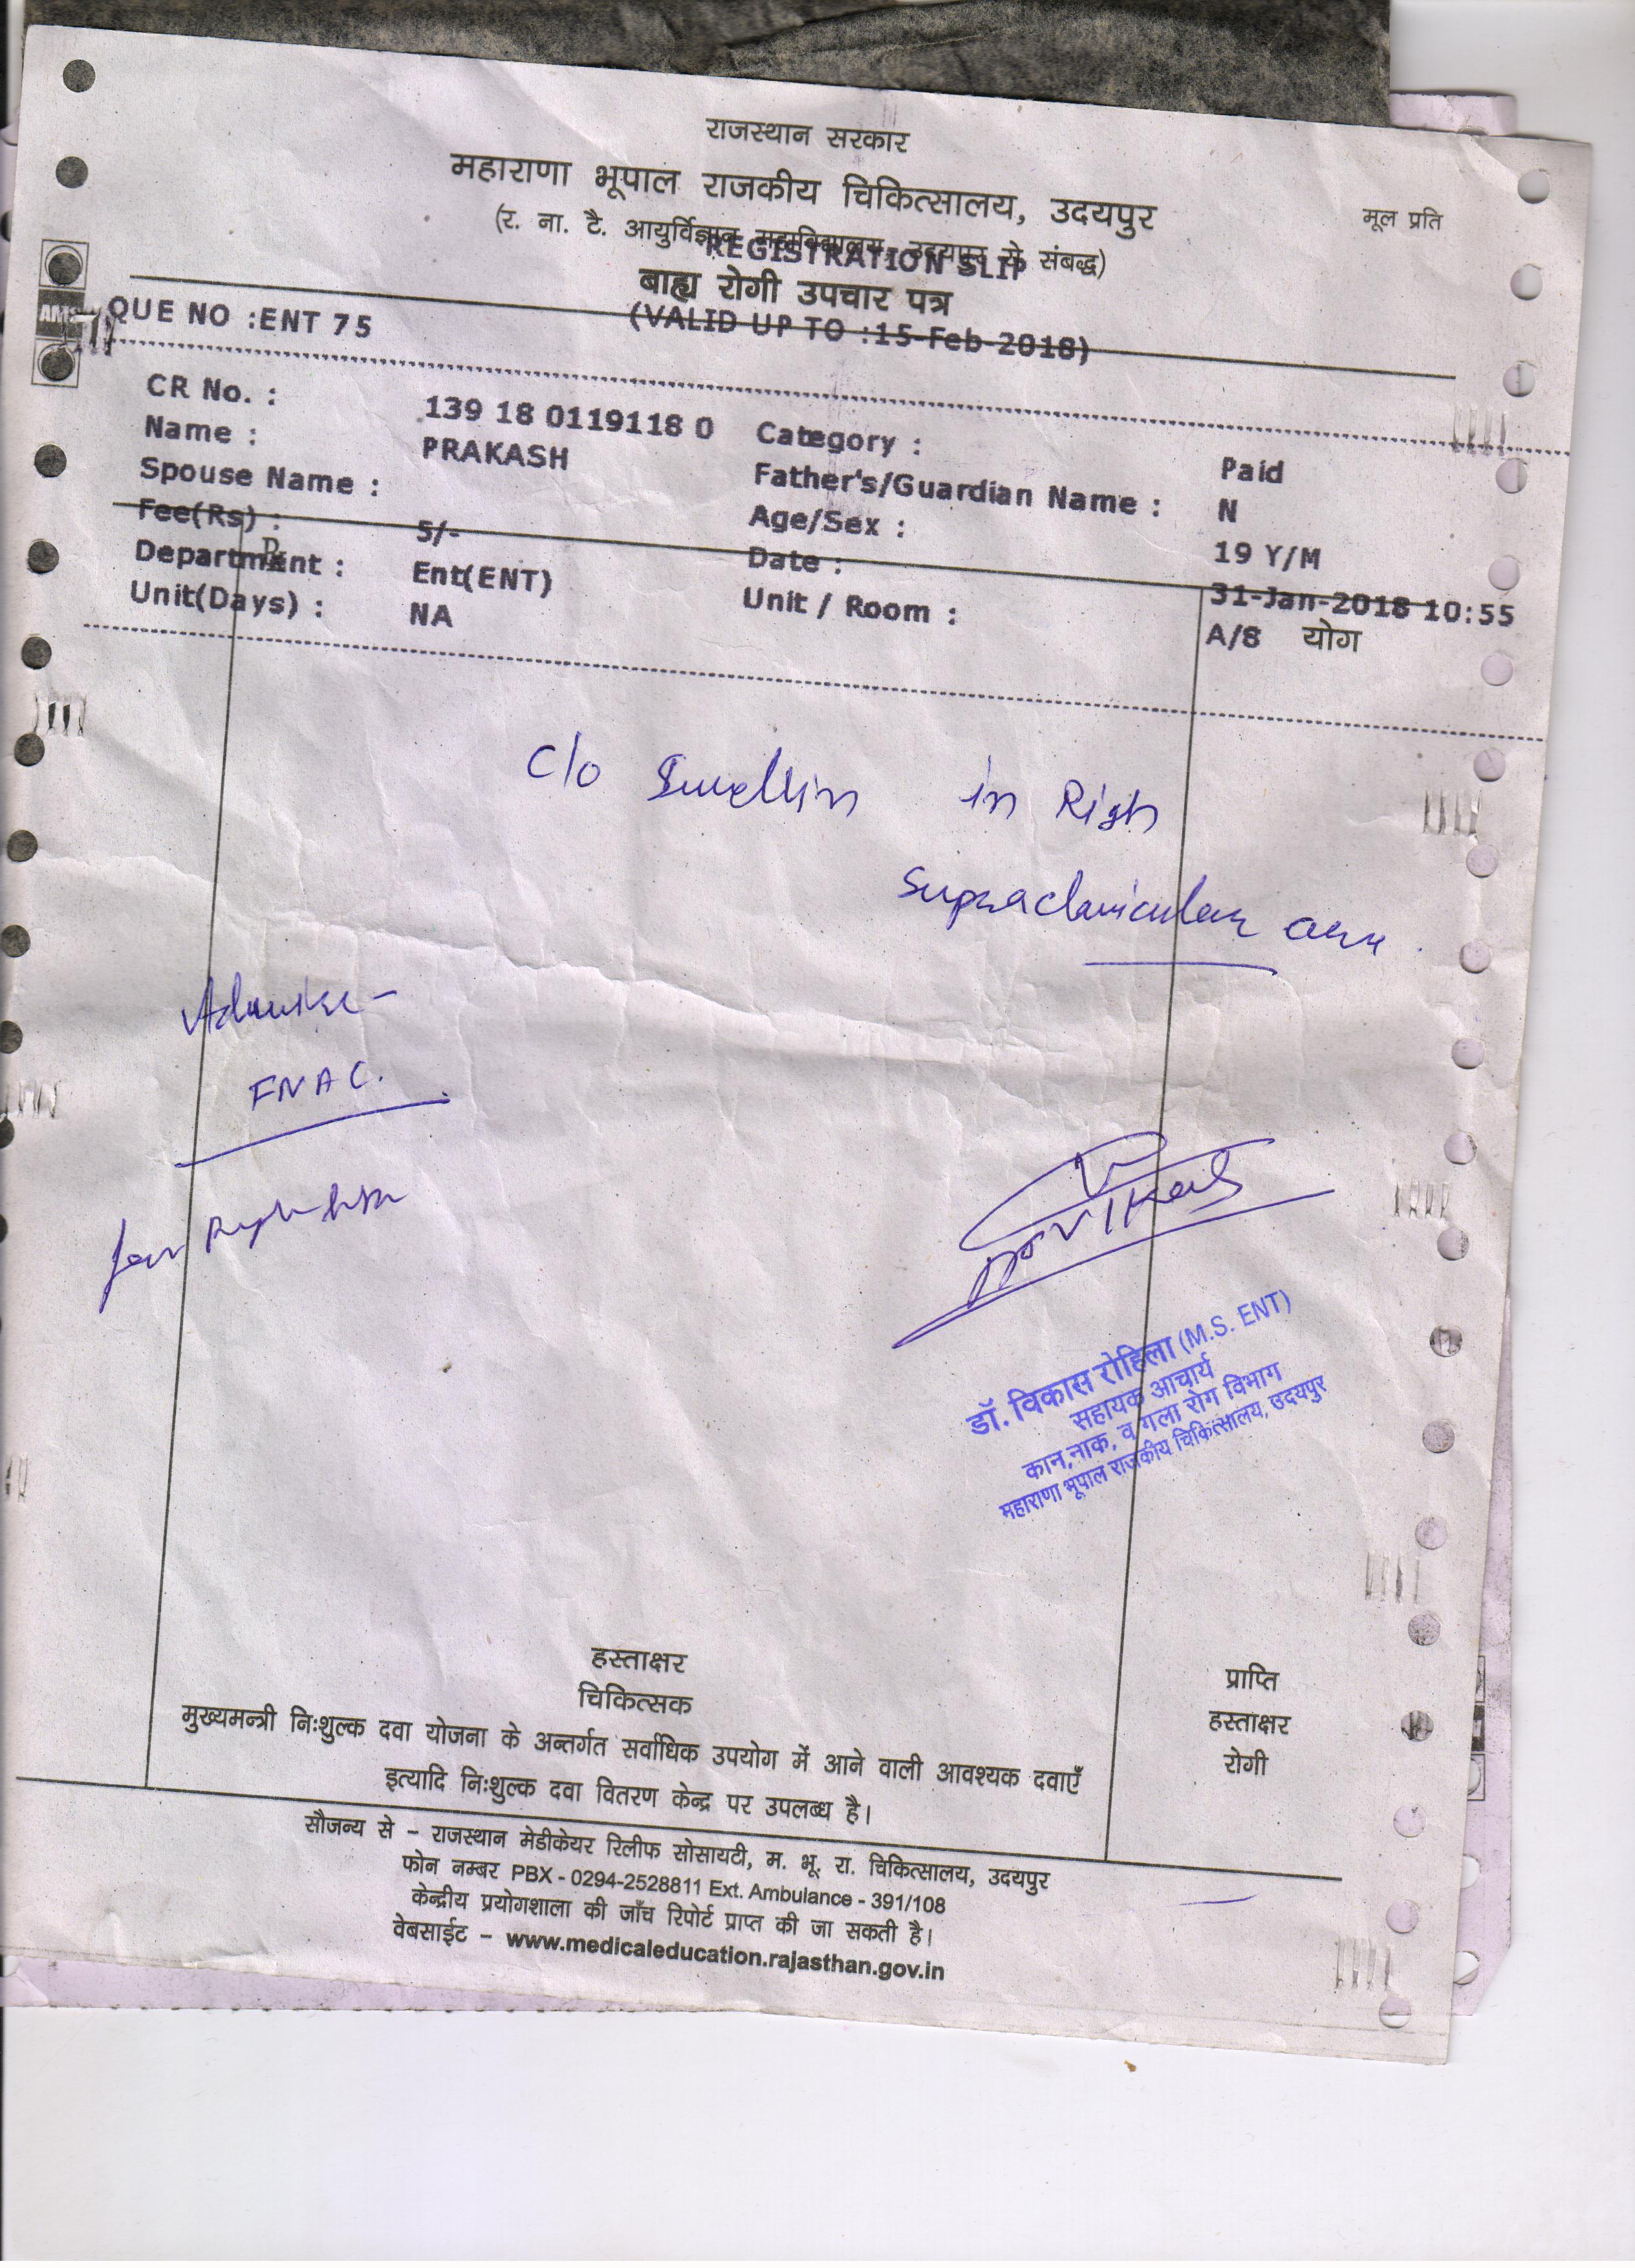 राजस्थान सरकार
महाराणा भूपाल राजकीय चिकित्सालय, उदयपुर
मूल प्रति
(र. ना. टै. आयुर्विज्ञान महाविद्यालय, उदयपुर से संबद्ध)
REGISTRATION SLIP
बाह्य रोगी उपचार पत्र
QUE NO :ENT 75
(VALID UP TO :15-Feb-2018)
CR No. : 139 18 0119118 0 Category : Paid
Name : PRAKASH Father's/Guardian Name : N
Spouse Name : Age/Sex : 19 Y/M
Fee(Rs) : 5/- Date : 31-Jan-2018 10:55
Department : Ent(ENT) Unit / Room : A/8 योग
Unit(Days) : NA
C/o Swellin in Righ
Supraclavicular area
Advise -
FNAC.
Dr Vikas
डॉ. विकास रोहिला (M.S. ENT)
सहायक आचार्य
कान,नाक, व गला रोग विभाग
महाराणा भूपाल राजकीय चिकित्सालय, उदयपुर
हस्ताक्षर
चिकित्सक
प्राप्ति
हस्ताक्षर
रोगी
मुख्यमन्त्री निःशुल्क दवा योजना के अन्तर्गत सर्वाधिक उपयोग में आने वाली आवश्यक दवाएँ
इत्यादि निःशुल्क दवा वितरण केन्द्र पर उपलब्ध है।
सौजन्य से – राजस्थान मेडीकेयर रिलीफ सोसायटी, म. भू. रा. चिकित्सालय, उदयपुर
फोन नम्बर PBX - 0294-2528811 Ext. Ambulance - 391/108
केन्द्रीय प्रयोगशाला की जाँच रिपोर्ट प्राप्त की जा सकती है।
वेबसाईट – www.medicaleducation.rajasthan.gov.in